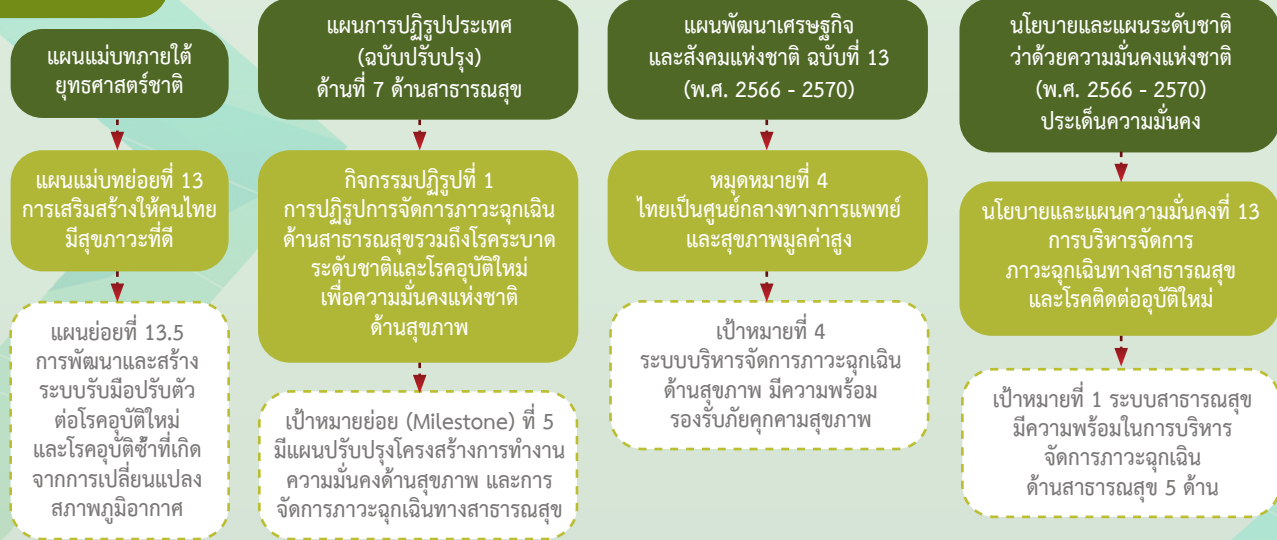 แผนแม่บทภายใต้
ยุทธศาสตร์ชาติ
แผนแม่บทย่อยที่ 13
การเสริมสร้างให้คนไทย
มีสุขภาวะที่ดี
แผนย่อยที่ 13.5
การพัฒนาและสร้าง
ระบบรับมือปรับตัว
ต่อโรคอุบัติใหม่
และโรคอุบัติซ้ำที่เกิด
จากการเปลี่ยนแปลง
สภาพภูมิอากาศ
แผนการปฏิรูปประเทศ
(ฉบับปรับปรุง)
ด้านที่ 7 ด้านสาธารณสุข
กิจกรรมปฏิรูปที่ 1
การปฏิรูปการจัดการภาวะฉุกเฉิน
ด้านสาธารณสุขรวมถึงโรคระบาด
ระดับชาติและโรคอุบัติใหม่
เพื่อความมั่นคงแห่งชาติ
ด้านสุขภาพ
เป้าหมายย่อย (Milestone) ที่ 5
มีแผนปรับปรุงโครงสร้างการทำงาน
ความมั่นคงด้านสุขภาพ และการ
จัดการภาวะฉุกเฉินทางสาธารณสุข
แผนพัฒนาเศรษฐกิจ
และสังคมแห่งชาติ ฉบับที่ 13
(พ.ศ. 2566 - 2570)
หมุดหมายที่ 4
ไทยเป็นศูนย์กลางทางการแพทย์
และสุขภาพมูลค่าสูง
เป้าหมายที่ 4
ระบบบริหารจัดการภาวะฉุกเฉิน
ด้านสุขภาพ มีความพร้อม
รองรับภัยคุกคามสุขภาพ
นโยบายและแผนระดับชาติ
ว่าด้วยความมั่นคงแห่งชาติ
(พ.ศ. 2566 - 2570)
ประเด็นความมั่นคง
นโยบายและแผนความมั่นคงที่ 13
การบริหารจัดการ
ภาวะฉุกเฉินทางสาธารณสุข
และโรคติดต่ออุบัติใหม่
เป้าหมายที่ 1 ระบบสาธารณสุข
มีความพร้อมในการบริหาร
จัดการภาวะฉุกเฉิน
ด้านสาธารณสุข 5 ด้าน